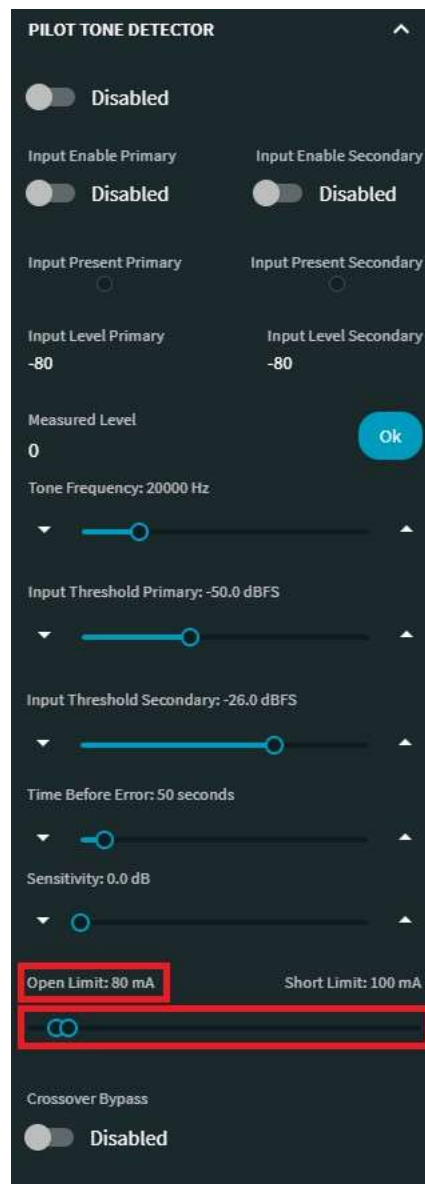 PILOT TONE DETECTOR
Disabled
Input Enable Primary Input Enable Secondary
Disabled Disabled
Input Present Primary Input Present Secondary
Input Level Primary Input Level Secondary
-80 -80
Measured Level
0 Ok
Tone Frequency: 20000 Hz
Input Threshold Primary: -50.0 dBFS
Input Threshold Secondary: -26.0 dBFS
Time Before Error: 50 seconds
Sensitivity: 0.0 dB
Open Limit: 80 mA Short Limit: 100 mA
Crossover Bypass
Disabled